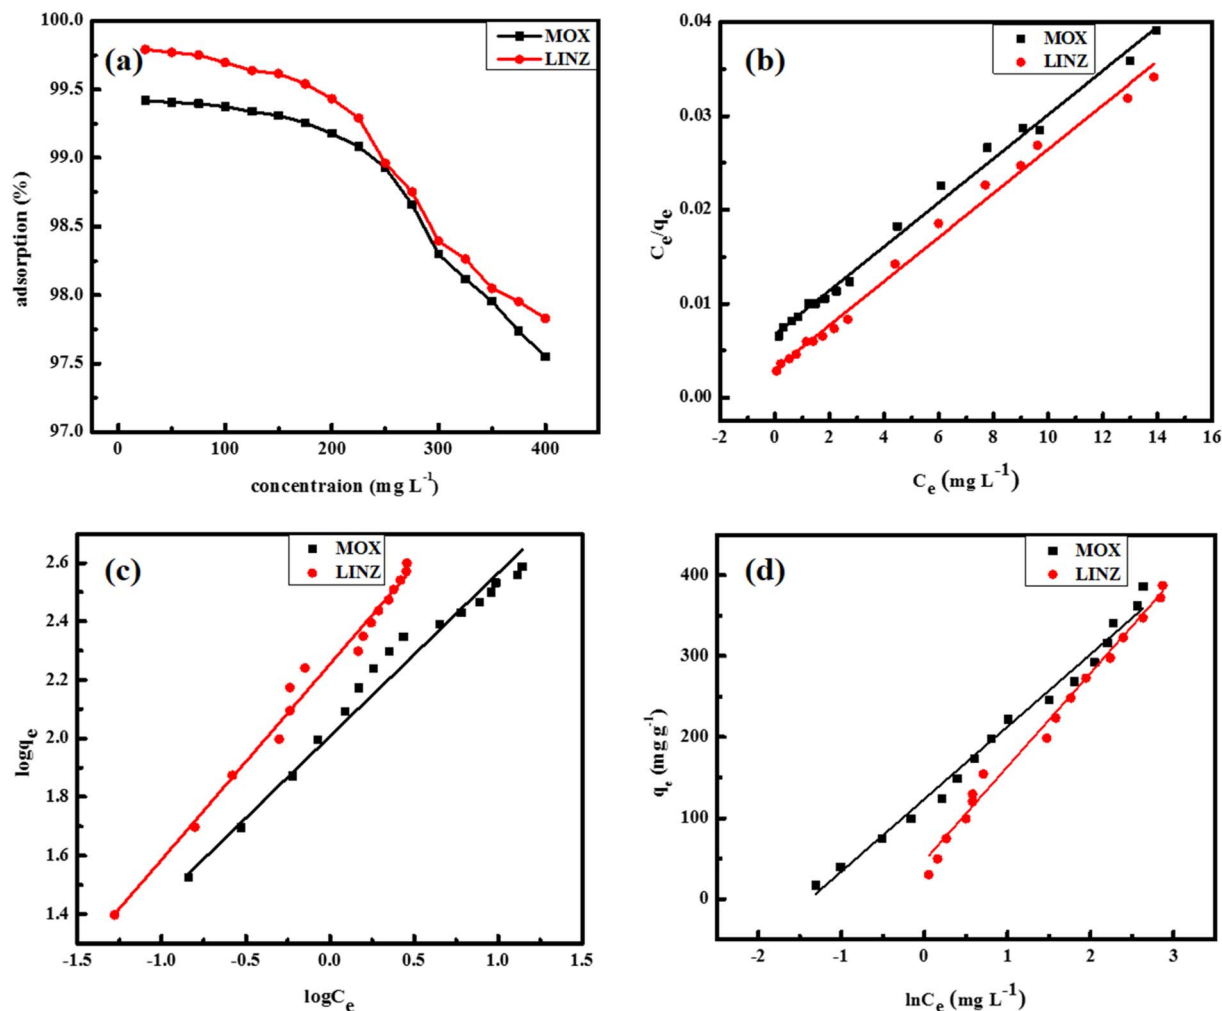 (a)
MOX
LINZ
100.0
99.5
99.0
98.5
98.0
97.5
97.0
adsorption (%)
0 100 200 300 400
concentraion (mg L⁻¹)
(b)
MOX
LINZ
0.04
0.03
0.02
0.01
0.00
Cₑ/qₑ
-2 0 2 4 6 8 10 12 14 16
Cₑ (mg L⁻¹)
(c)
MOX
LINZ
2.6
2.4
2.2
2.0
1.8
1.6
1.4
logqₑ
-1.5 -1.0 -0.5 0.0 0.5 1.0 1.5
logCₑ
(d)
MOX
LINZ
400
300
200
100
0
qₑ (mg g⁻¹)
-2 -1 0 1 2 3
lnCₑ (mg L⁻¹)